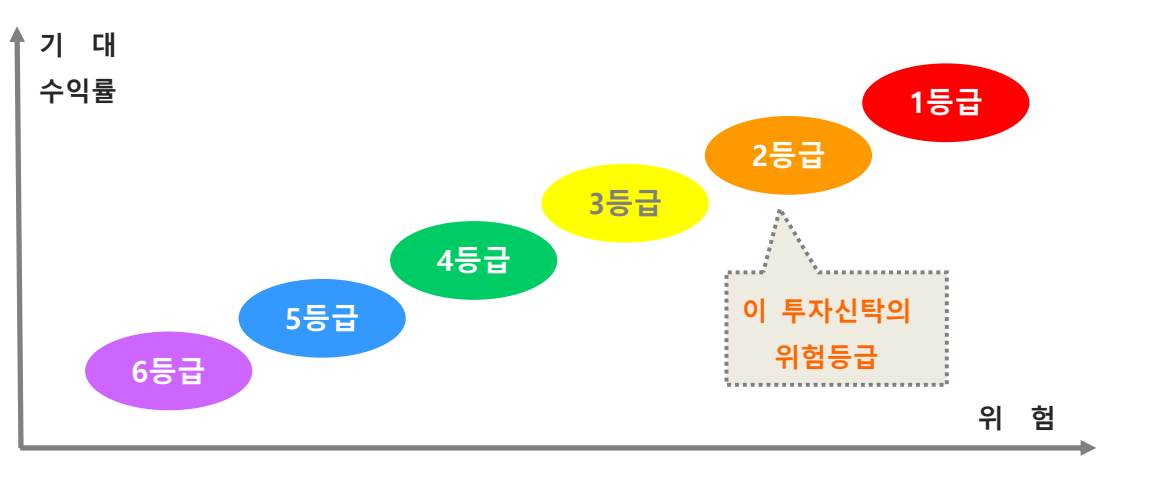 기 대
수익률
1등급
2등급
3등급
4등급
5등급
6등급
이 투자신탁의
위험등급
위 험